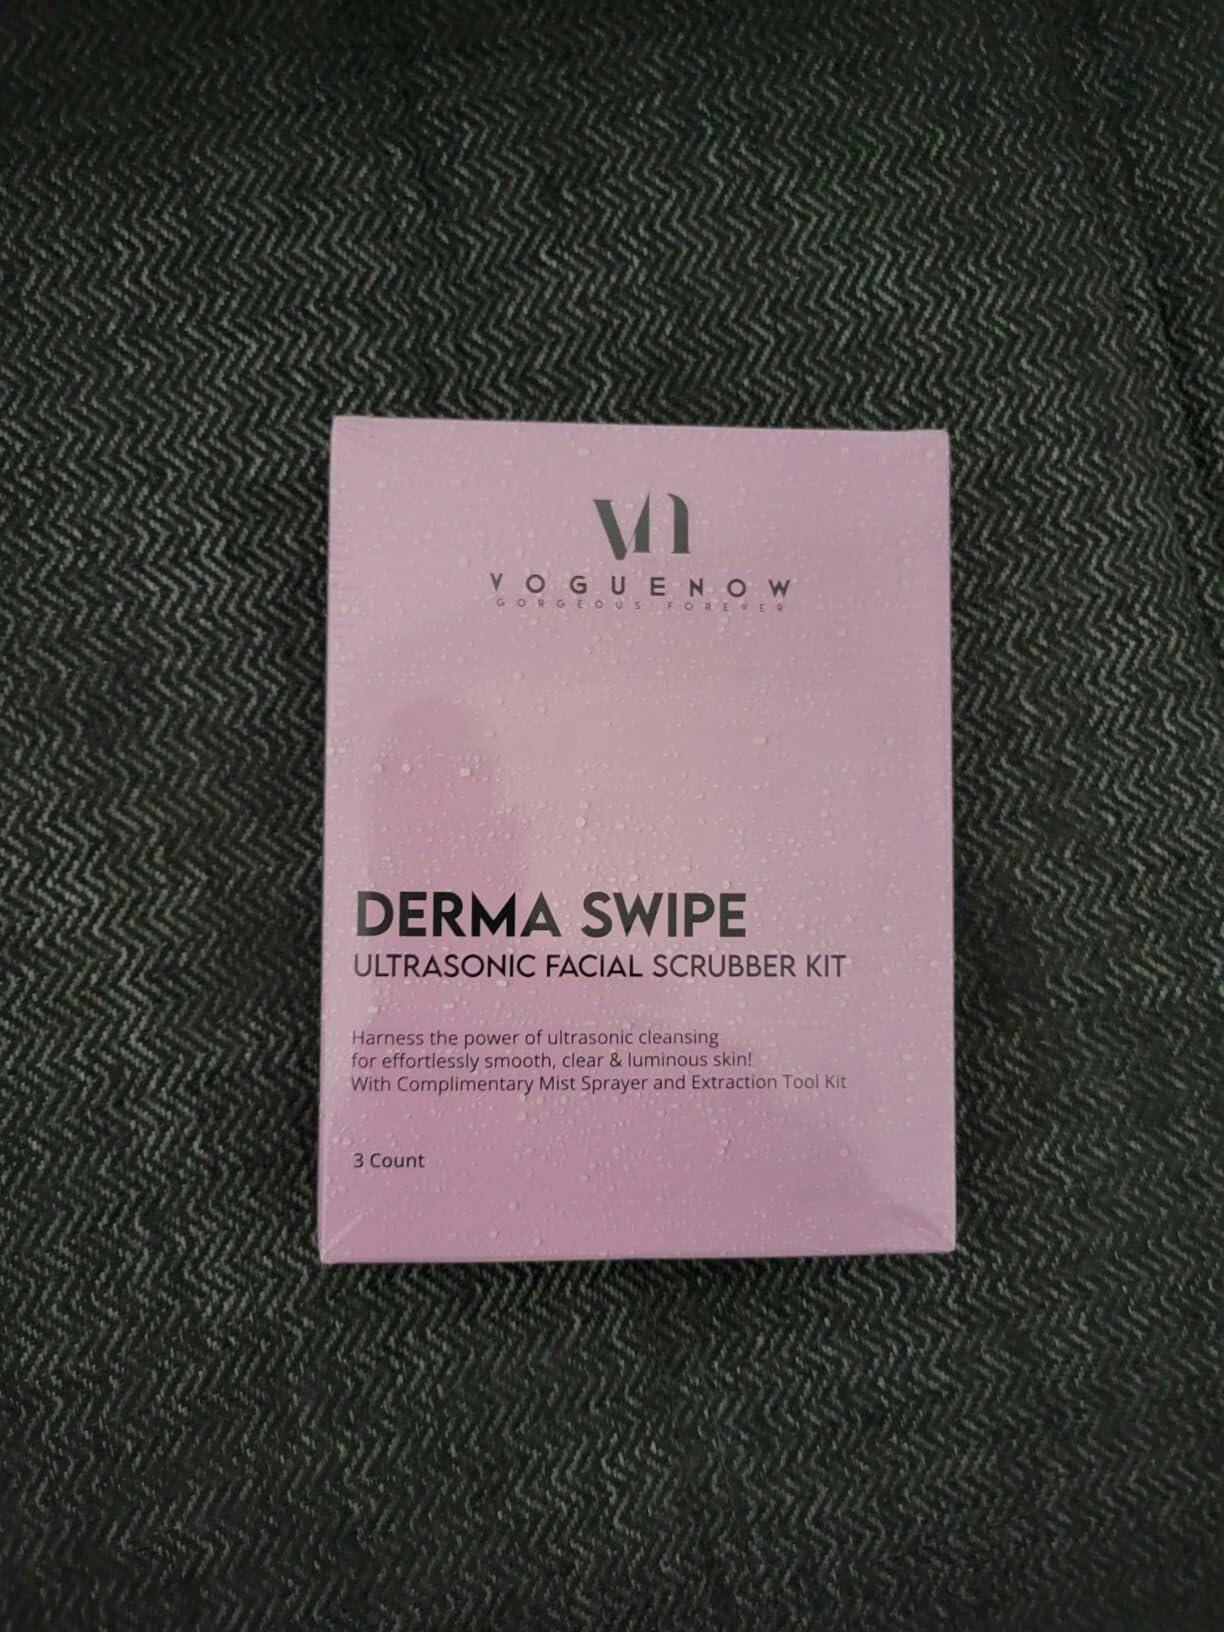 VN
VOGUENOW
GORGEOUS FOREVER
DERMA SWIPE
ULTRASONIC FACIAL SCRUBBER KIT
Harness the power of ultrasonic cleansing
for effortlessly smooth, clear & luminous skin!
With Complimentary Mist Sprayer and Extraction Tool Kit
3 Count